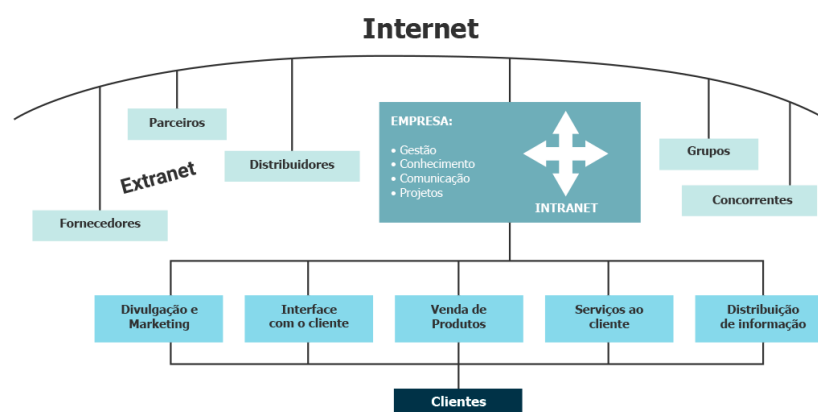 Internet
Parceiros
Extranet
Distribuidores
Fornecedores
EMPRESA:
• Gestão
• Conhecimento
• Comunicação
• Projetos
INTRANET
Grupos
Concorrentes
Divulgação e
Marketing
Interface
com o cliente
Venda de
Produtos
Serviços ao
cliente
Distribuição
de informação
Clientes